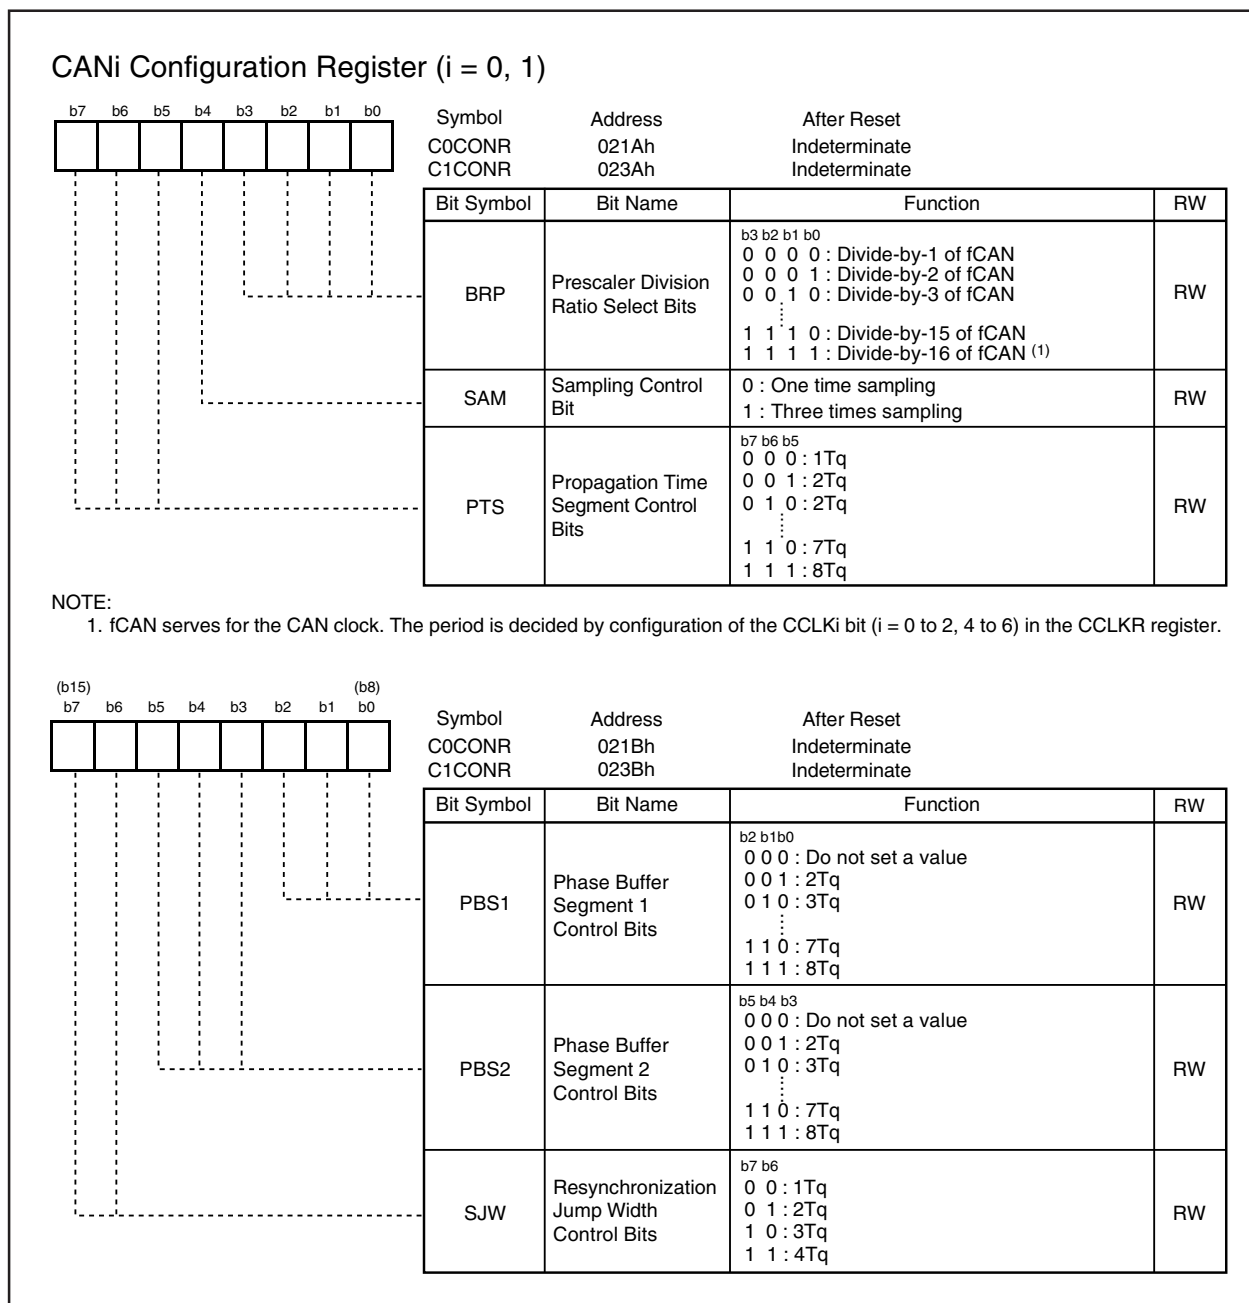 CANi Configuration Register (i = 0, 1)
b7 b6 b5 b4 b3 b2 b1 b0
Symbol Address After Reset
C0CONR 021Ah Indeterminate
C1CONR 023Ah Indeterminate
Bit Symbol Bit Name Function RW
BRP
Prescaler Division
Ratio Select Bits
b3 b2 b1 b0
0 0 0 0 : Divide-by-1 of fCAN
0 0 0 1 : Divide-by-2 of fCAN
0 0 1 0 : Divide-by-3 of fCAN
1 1 1 0 : Divide-by-15 of fCAN
1 1 1 1 : Divide-by-16 of fCAN (1)
RW
SAM
Sampling Control
Bit
0 : One time sampling
1 : Three times sampling
RW
PTS
Propagation Time
Segment Control
Bits
b7 b6 b5
0 0 0 : 1Tq
0 0 1 : 2Tq
0 1 0 : 2Tq
1 1 0 : 7Tq
1 1 1 : 8Tq
RW
NOTE:
1. fCAN serves for the CAN clock. The period is decided by configuration of the CCLKi bit (i = 0 to 2, 4 to 6) in the CCLKR register.
(b15) (b8)
b7 b6 b5 b4 b3 b2 b1 b0
Symbol Address After Reset
C0CONR 021Bh Indeterminate
C1CONR 023Bh Indeterminate
Bit Symbol Bit Name Function RW
PBS1
Phase Buffer
Segment 1
Control Bits
b2 b1b0
0 0 0 : Do not set a value
0 0 1 : 2Tq
0 1 0 : 3Tq
1 1 0 : 7Tq
1 1 1 : 8Tq
RW
PBS2
Phase Buffer
Segment 2
Control Bits
b5 b4 b3
0 0 0 : Do not set a value
0 0 1 : 2Tq
0 1 0 : 3Tq
1 1 0 : 7Tq
1 1 1 : 8Tq
RW
SJW
Resynchronization
Jump Width
Control Bits
b7 b6
0 0 : 1Tq
0 1 : 2Tq
1 0 : 3Tq
1 1 : 4Tq
RW